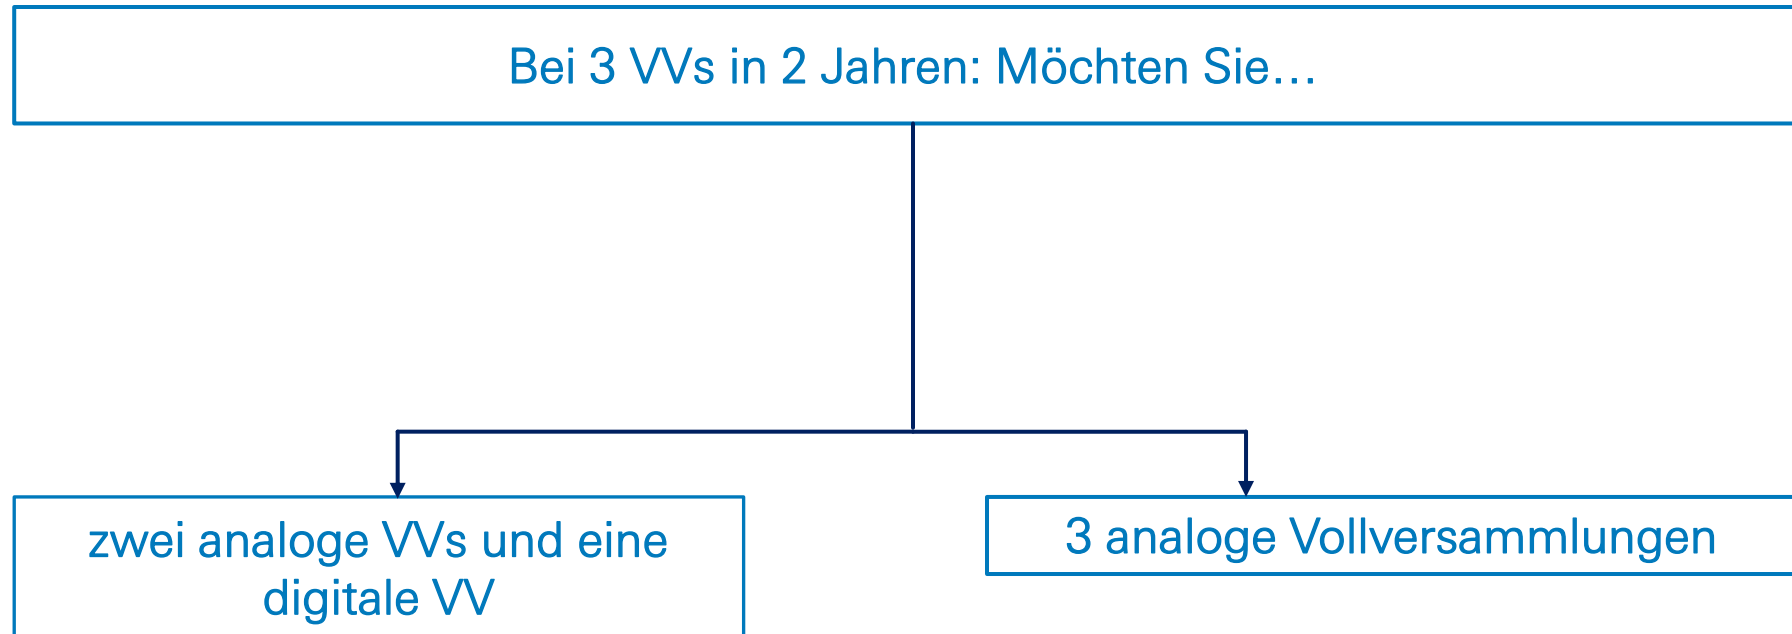 Bei 3 VVs in 2 Jahren: Möchten Sie…
zwei analoge VVs und eine
digitale VV
3 analoge Vollversammlungen